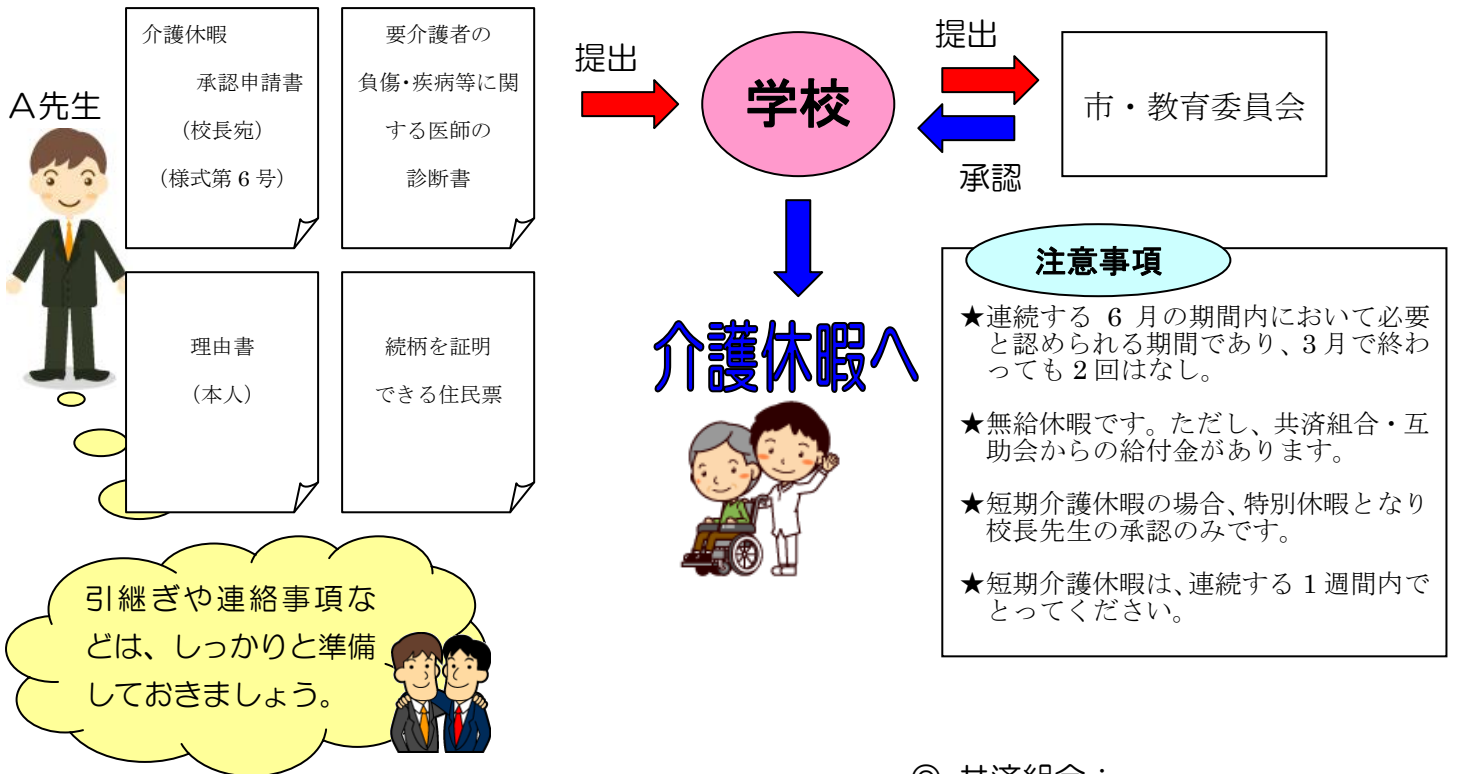 A先生
介護休暇
承認申請書
(校長宛)
(様式第6号)
要介護者の
負傷・疾病等に関
する医師の
診断書
理由書
(本人)
続柄を証明
できる住民票
提出
学校
提出
承認
市・教育委員会
介護休暇へ
注意事項
★連続する 6 月の期間内において必要
と認められる期間であり、3月で終わ
っても2回はなし。
★無給休暇です。ただし、共済組合・互
助会からの給付金があります。
★短期介護休暇の場合、特別休暇となり
校長先生の承認のみです。
★短期介護休暇は、連続する1週間内で
とってください。
引継ぎや連絡事項な
どは、しっかりと準備
しておきましょう。